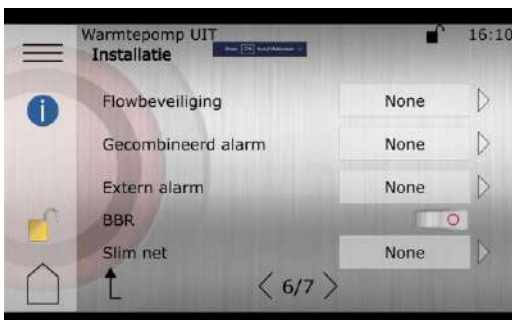 Warmtepomp UIT
16:10
Installatie
Flowbeveiliging
None
Gecombineerd alarm
None
Extern alarm
None
BBR
Slim net
None
6/7